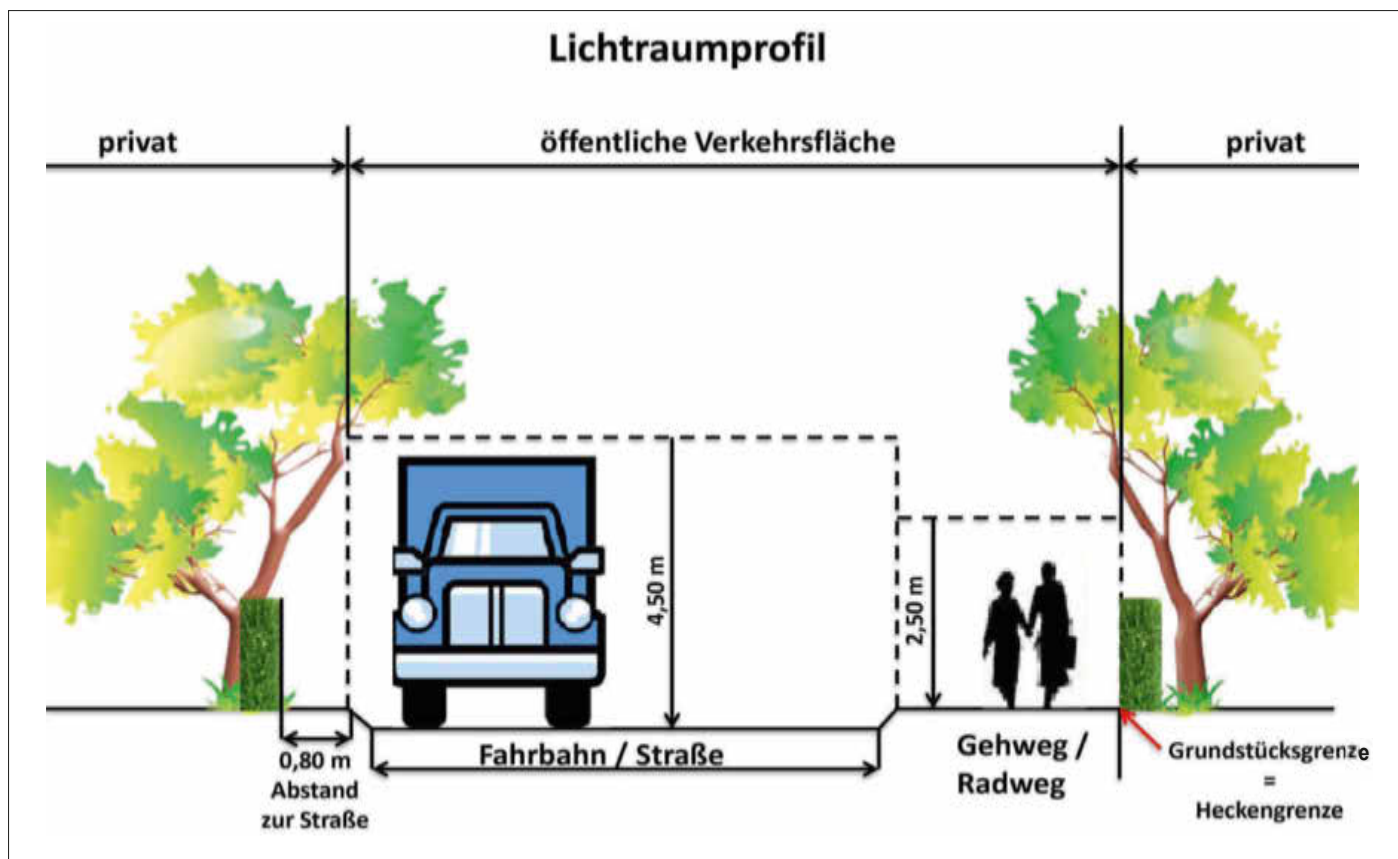 Lichtraumprofil
privat
öffentliche Verkehrsfläche
privat
4,50 m
2,50 m
0,80 m
Abstand
zur Straße
Fahrbahn / Straße
Gehweg /
Radweg
Grundstücksgrenze
=
Heckengrenze